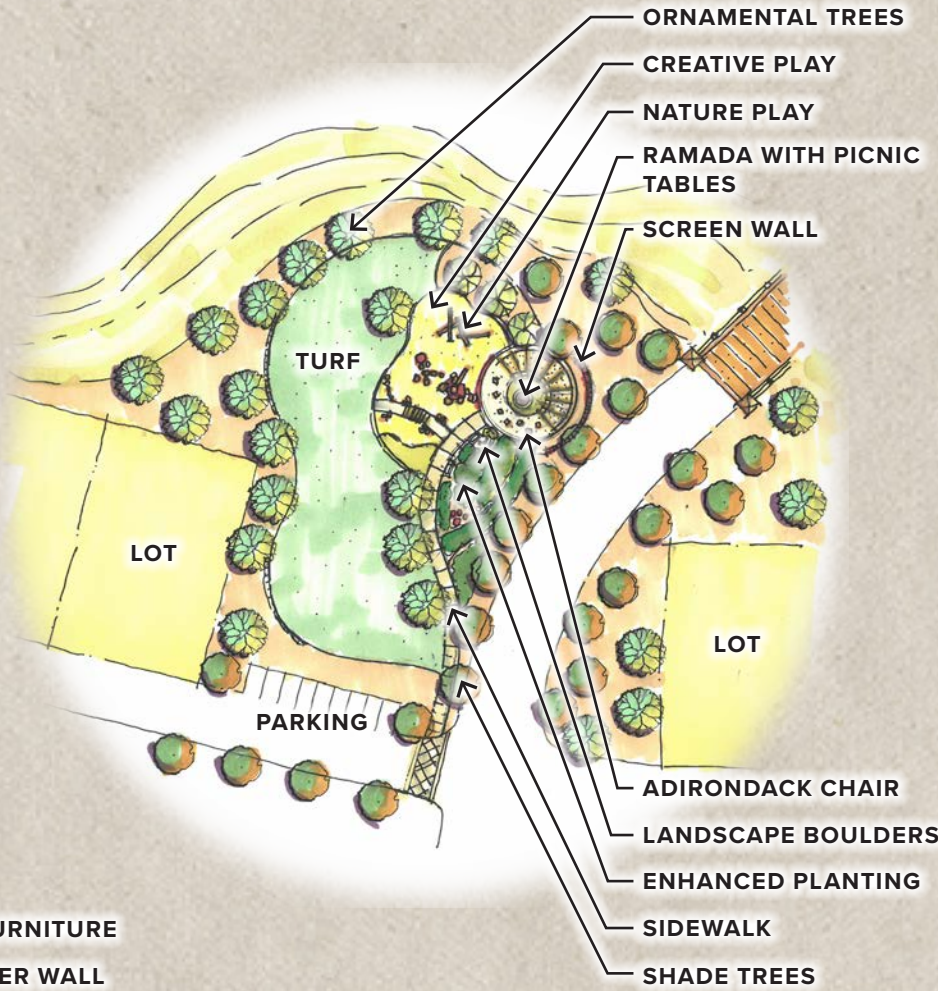 ORNAMENTAL TREES
CREATIVE PLAY
NATURE PLAY
RAMADA WITH PICNIC
TABLES
SCREEN WALL
TURF
LOT
LOT
PARKING
ADIRONDACK CHAIR
LANDSCAPE BOULDERS
ENHANCED PLANTING
SIDEWALK
SHADE TREES
WALL